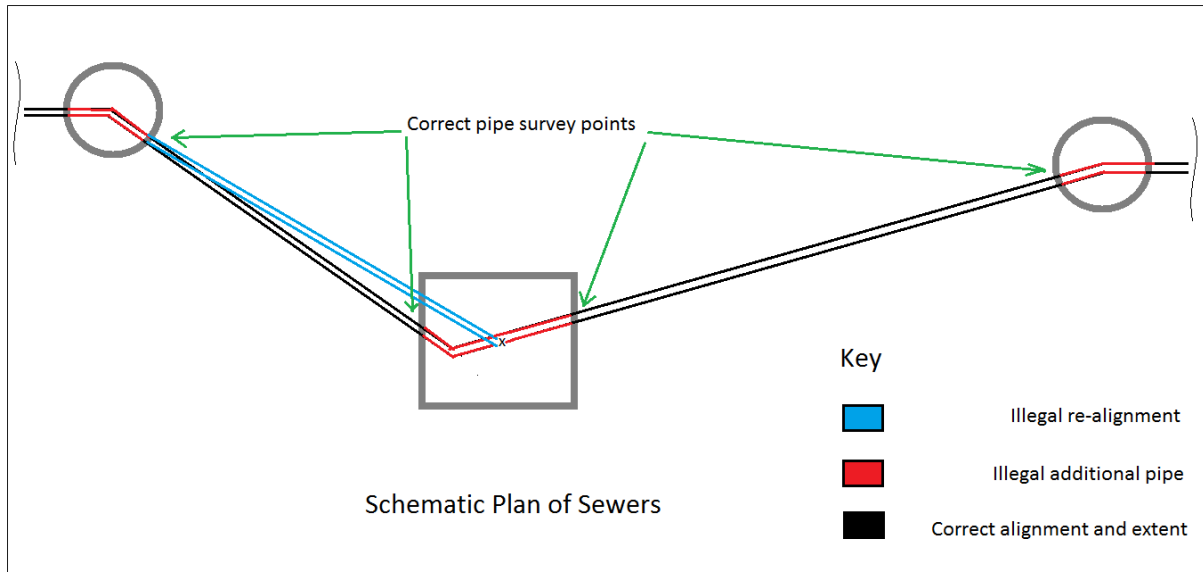 Correct pipe survey points
x
Key
Illegal re-alignment
Illegal additional pipe
Schematic Plan of Sewers
Correct alignment and extent